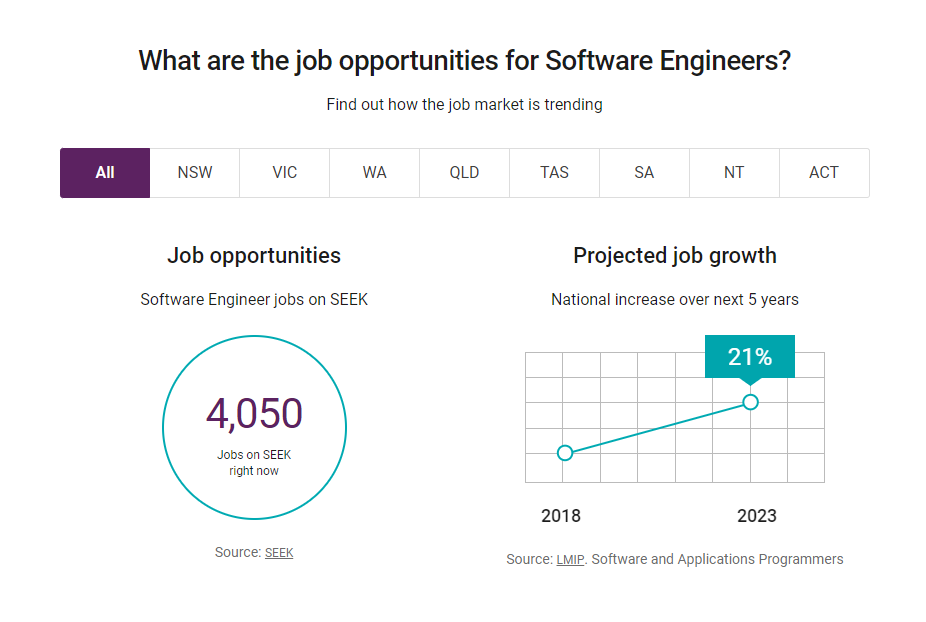 What are the job opportunities for Software Engineers?
Find out how the job market is trending
All NSW VIC WA QLD TAS SA NT ACT
Job opportunities
Software Engineer jobs on SEEK
4,050
Jobs on SEEK
right now
Source: SEEK
Projected job growth
National increase over next 5 years
21%
2018 2023
Source: LMIP. Software and Applications Programmers